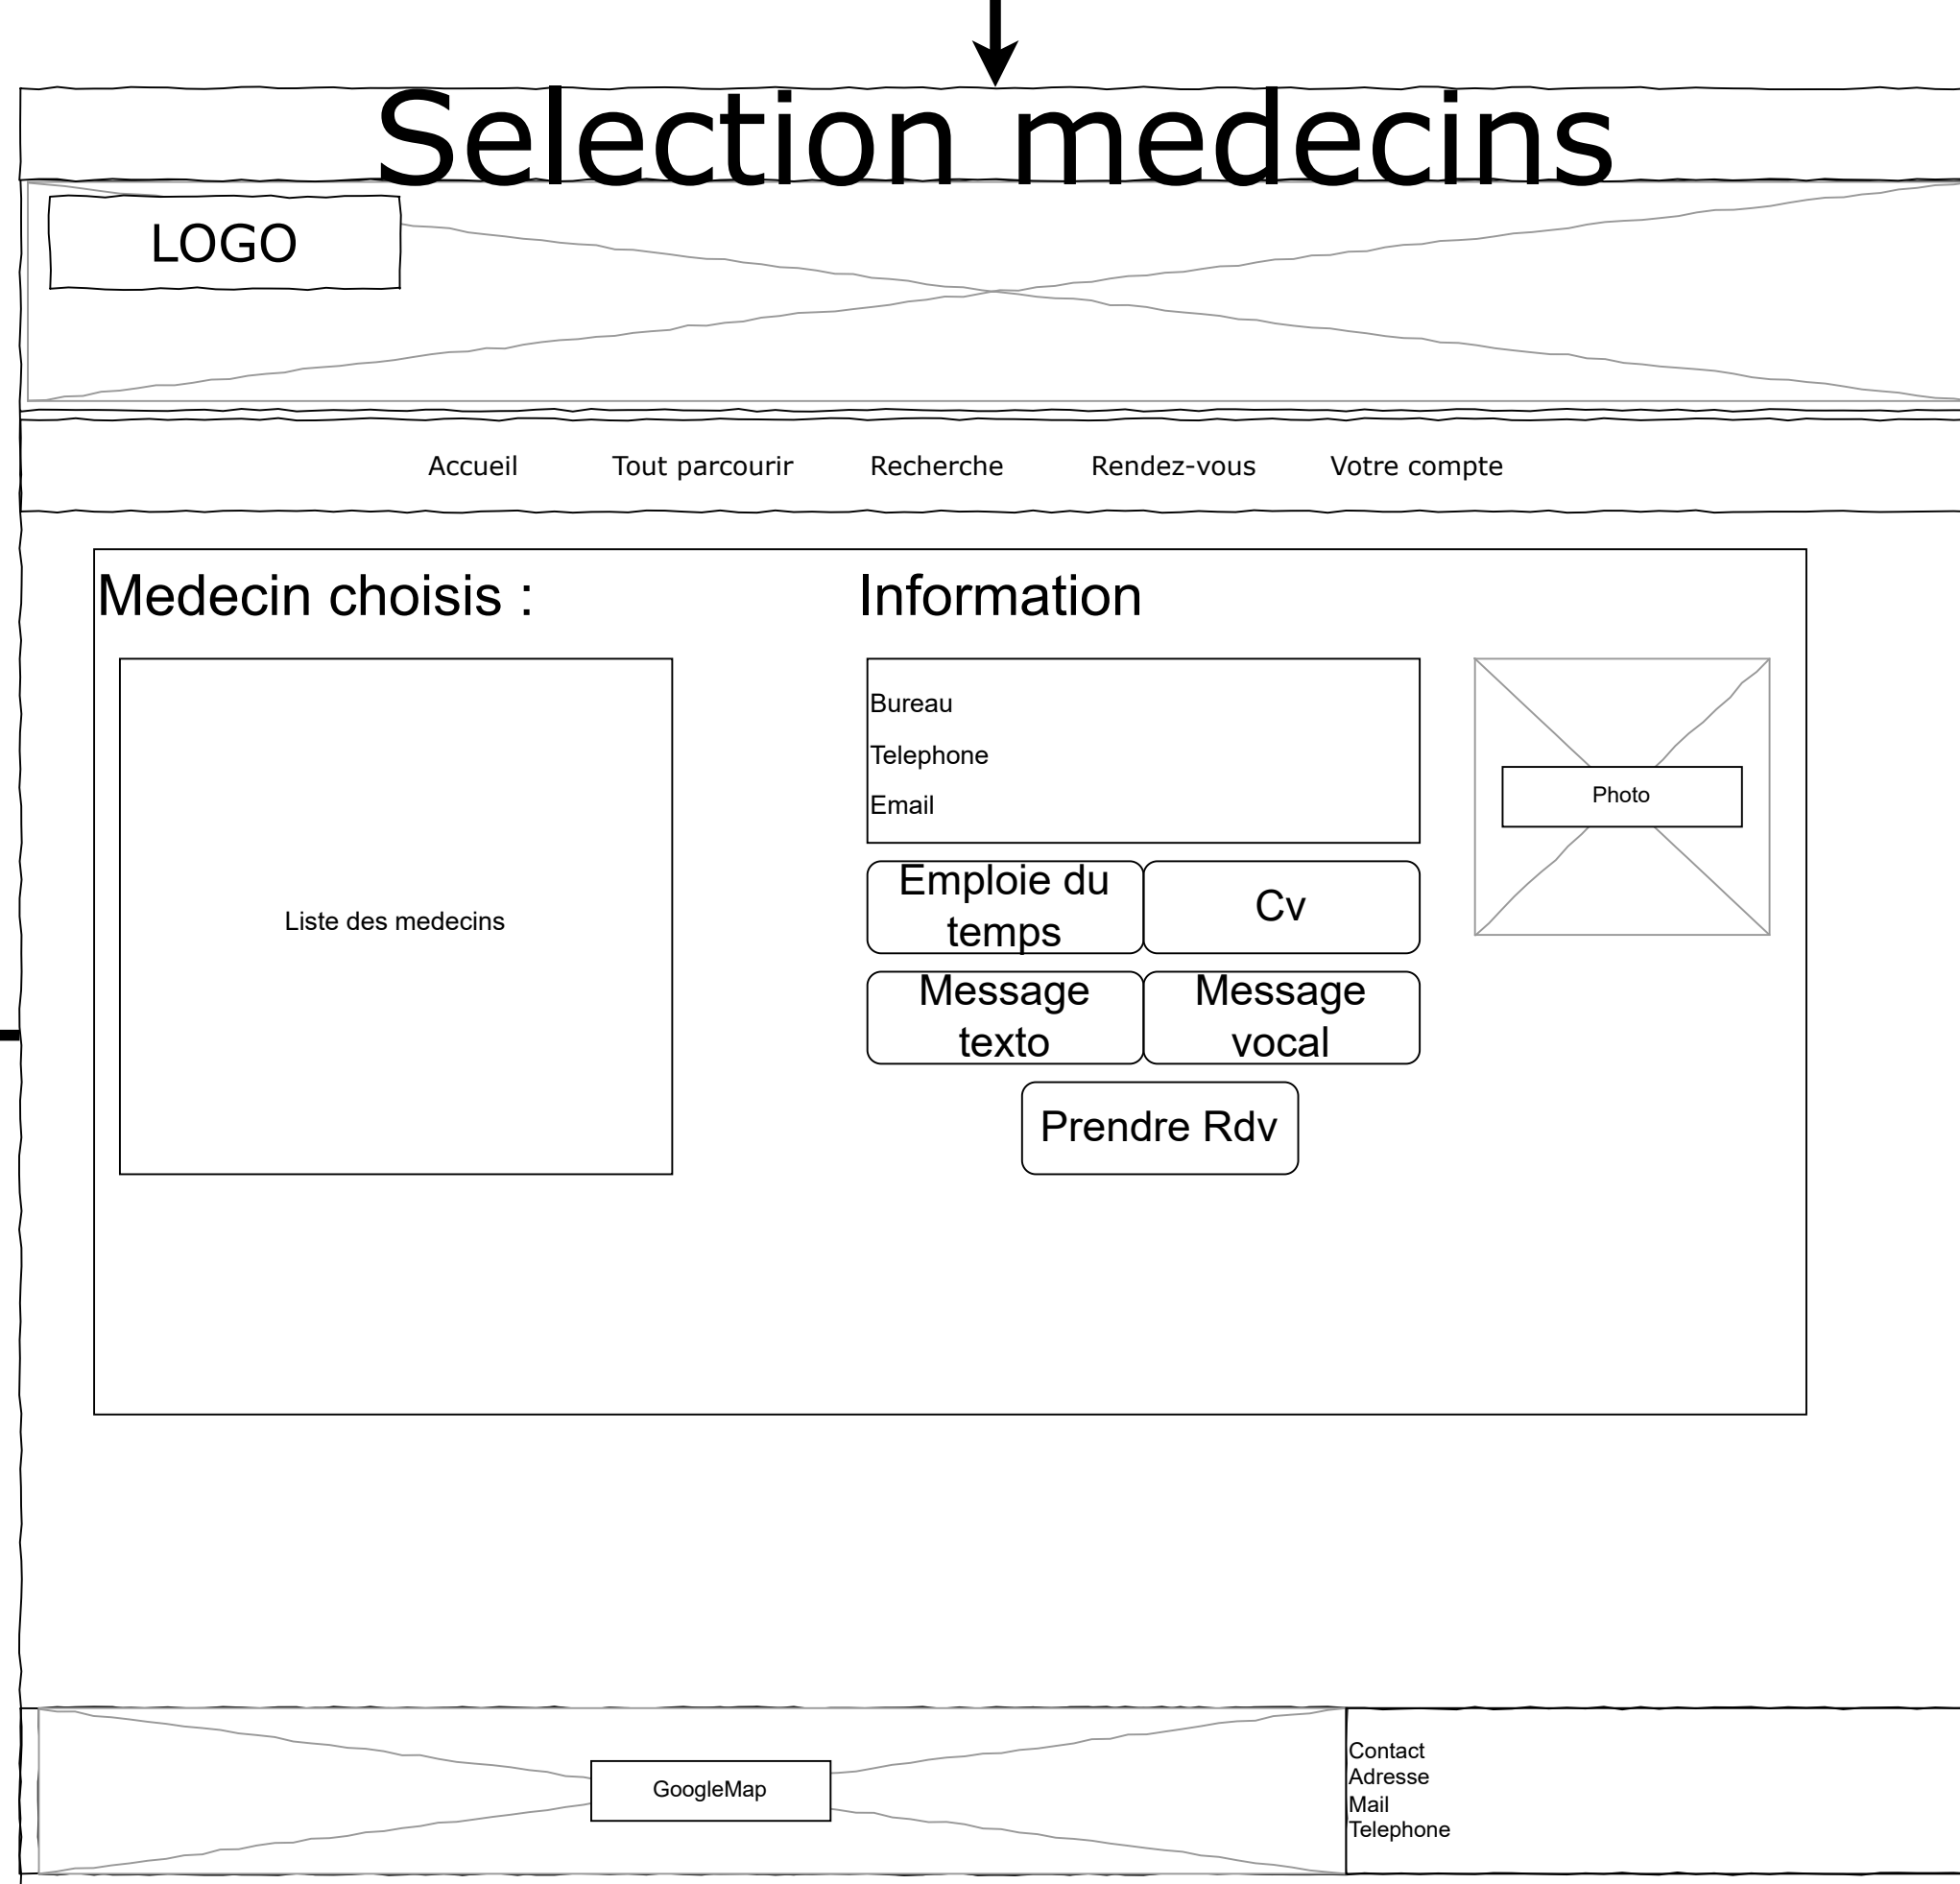 Selection medecins
LOGO
Accueil
Tout parcourir
Recherche
Rendez-vous
Votre compte
Medecin choisis :
Liste des medecins
Information
Bureau
Telephone
Email
Photo
Emploie du
temps
Cv
Message
texto
Message
vocal
Prendre Rdv
GoogleMap
Contact
Adresse
Mail
Telephone